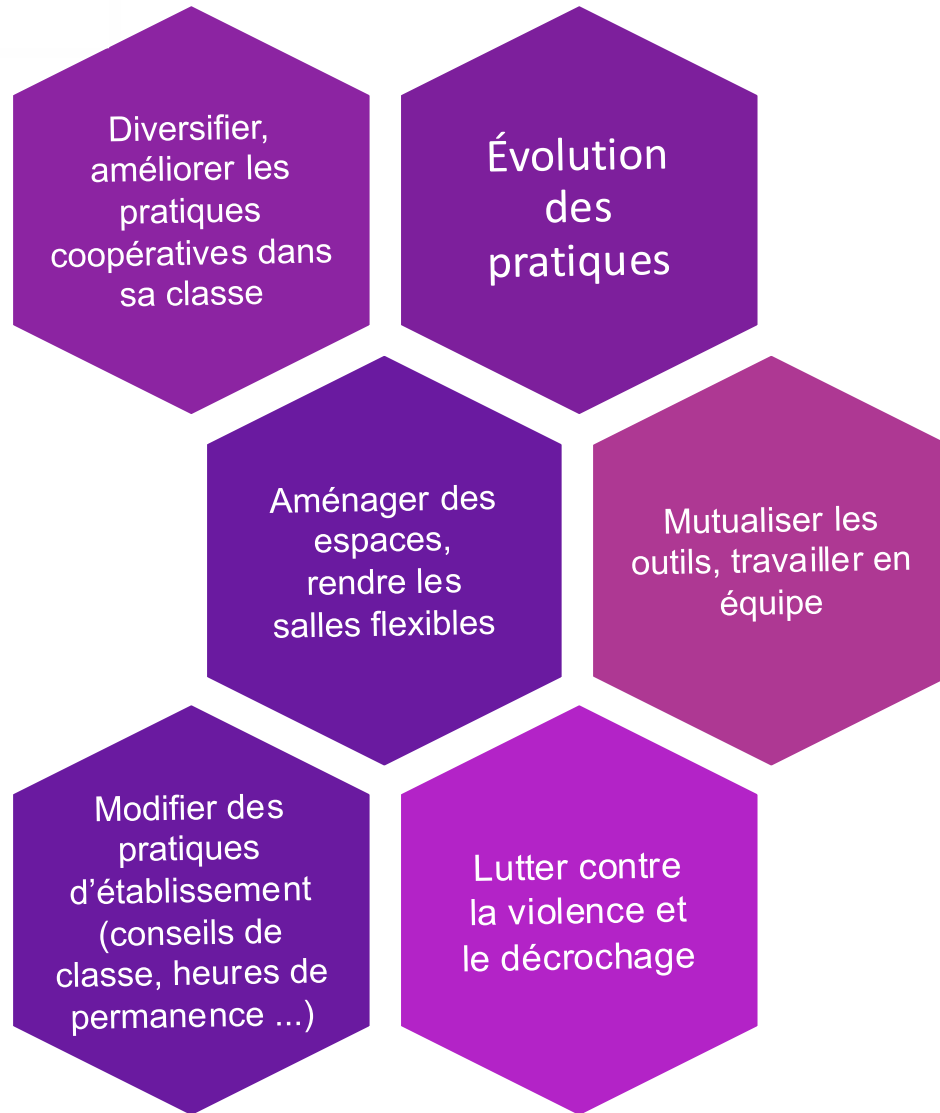 Diversifier,
améliorer les
pratiques
coopératives dans
sa classe
Évolution
des
pratiques
Aménager des
espaces,
rendre les
salles flexibles
Mutualiser les
outils, travailler en
équipe
Modifier des
pratiques
d’établissement
(conseils de
classe, heures de
permanence ...)
Lutter contre
la violence et
le décrochage